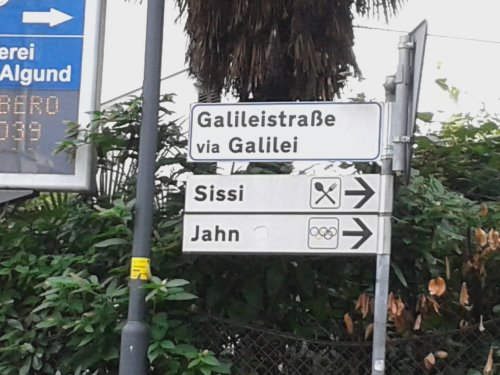 erei
Algund
BERO
039
Galileistraße
via Galilei
Sissi
Jahn